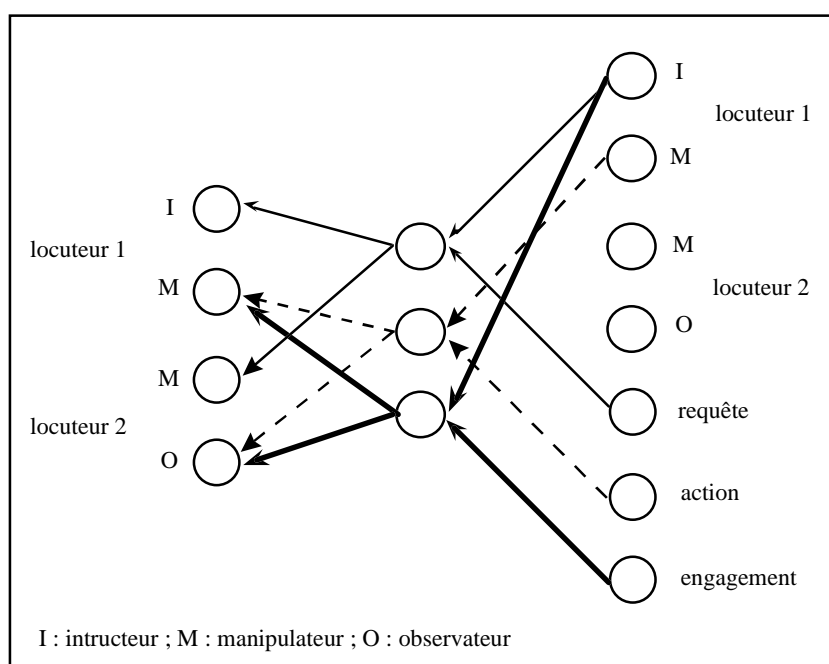 I
locuteur 1
M
I
M
locuteur 1
M
locuteur 2
M
O
locuteur 2
O
requête
action
engagement
I : intructeur ; M : manipulateur ; O : observateur